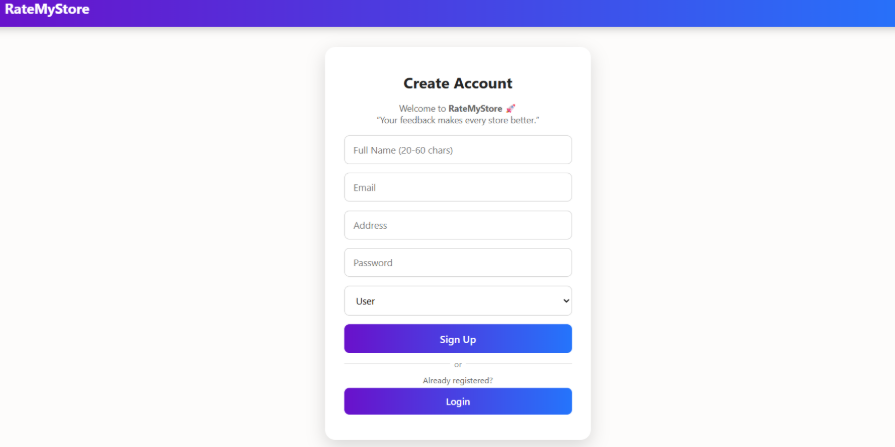 RateMyStore
Create Account
Welcome to RateMyStore 🚀
“Your feedback makes every store better.”
Full Name (20-60 chars)
Email
Address
Password
User
Sign Up
or
Already registered?
Login